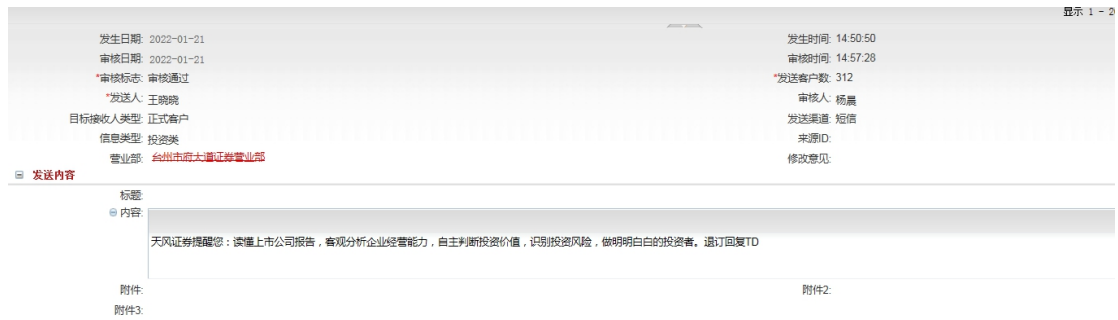 显示 1 - 2
发生日期: 2022-01-21 发生时间: 14:50:50
审核日期: 2022-01-21 审核时间: 14:57:28
*审核标志: 审核通过 *发送客户数: 312
*发送人: 王晓晓 审核人: 杨晨
目标接收人类型: 正式客户 发送渠道: 短信
信息类型: 投资类 来源ID:
营业部: 台州市府大道证券营业部 修改意见:
发送内容
标题:
内容:
天风证券提醒您：读懂上市公司报告，客观分析企业经营能力，自主判断投资价值，识别投资风险，做明明白白的投资者。退订回复TD
附件: 附件2:
附件3: